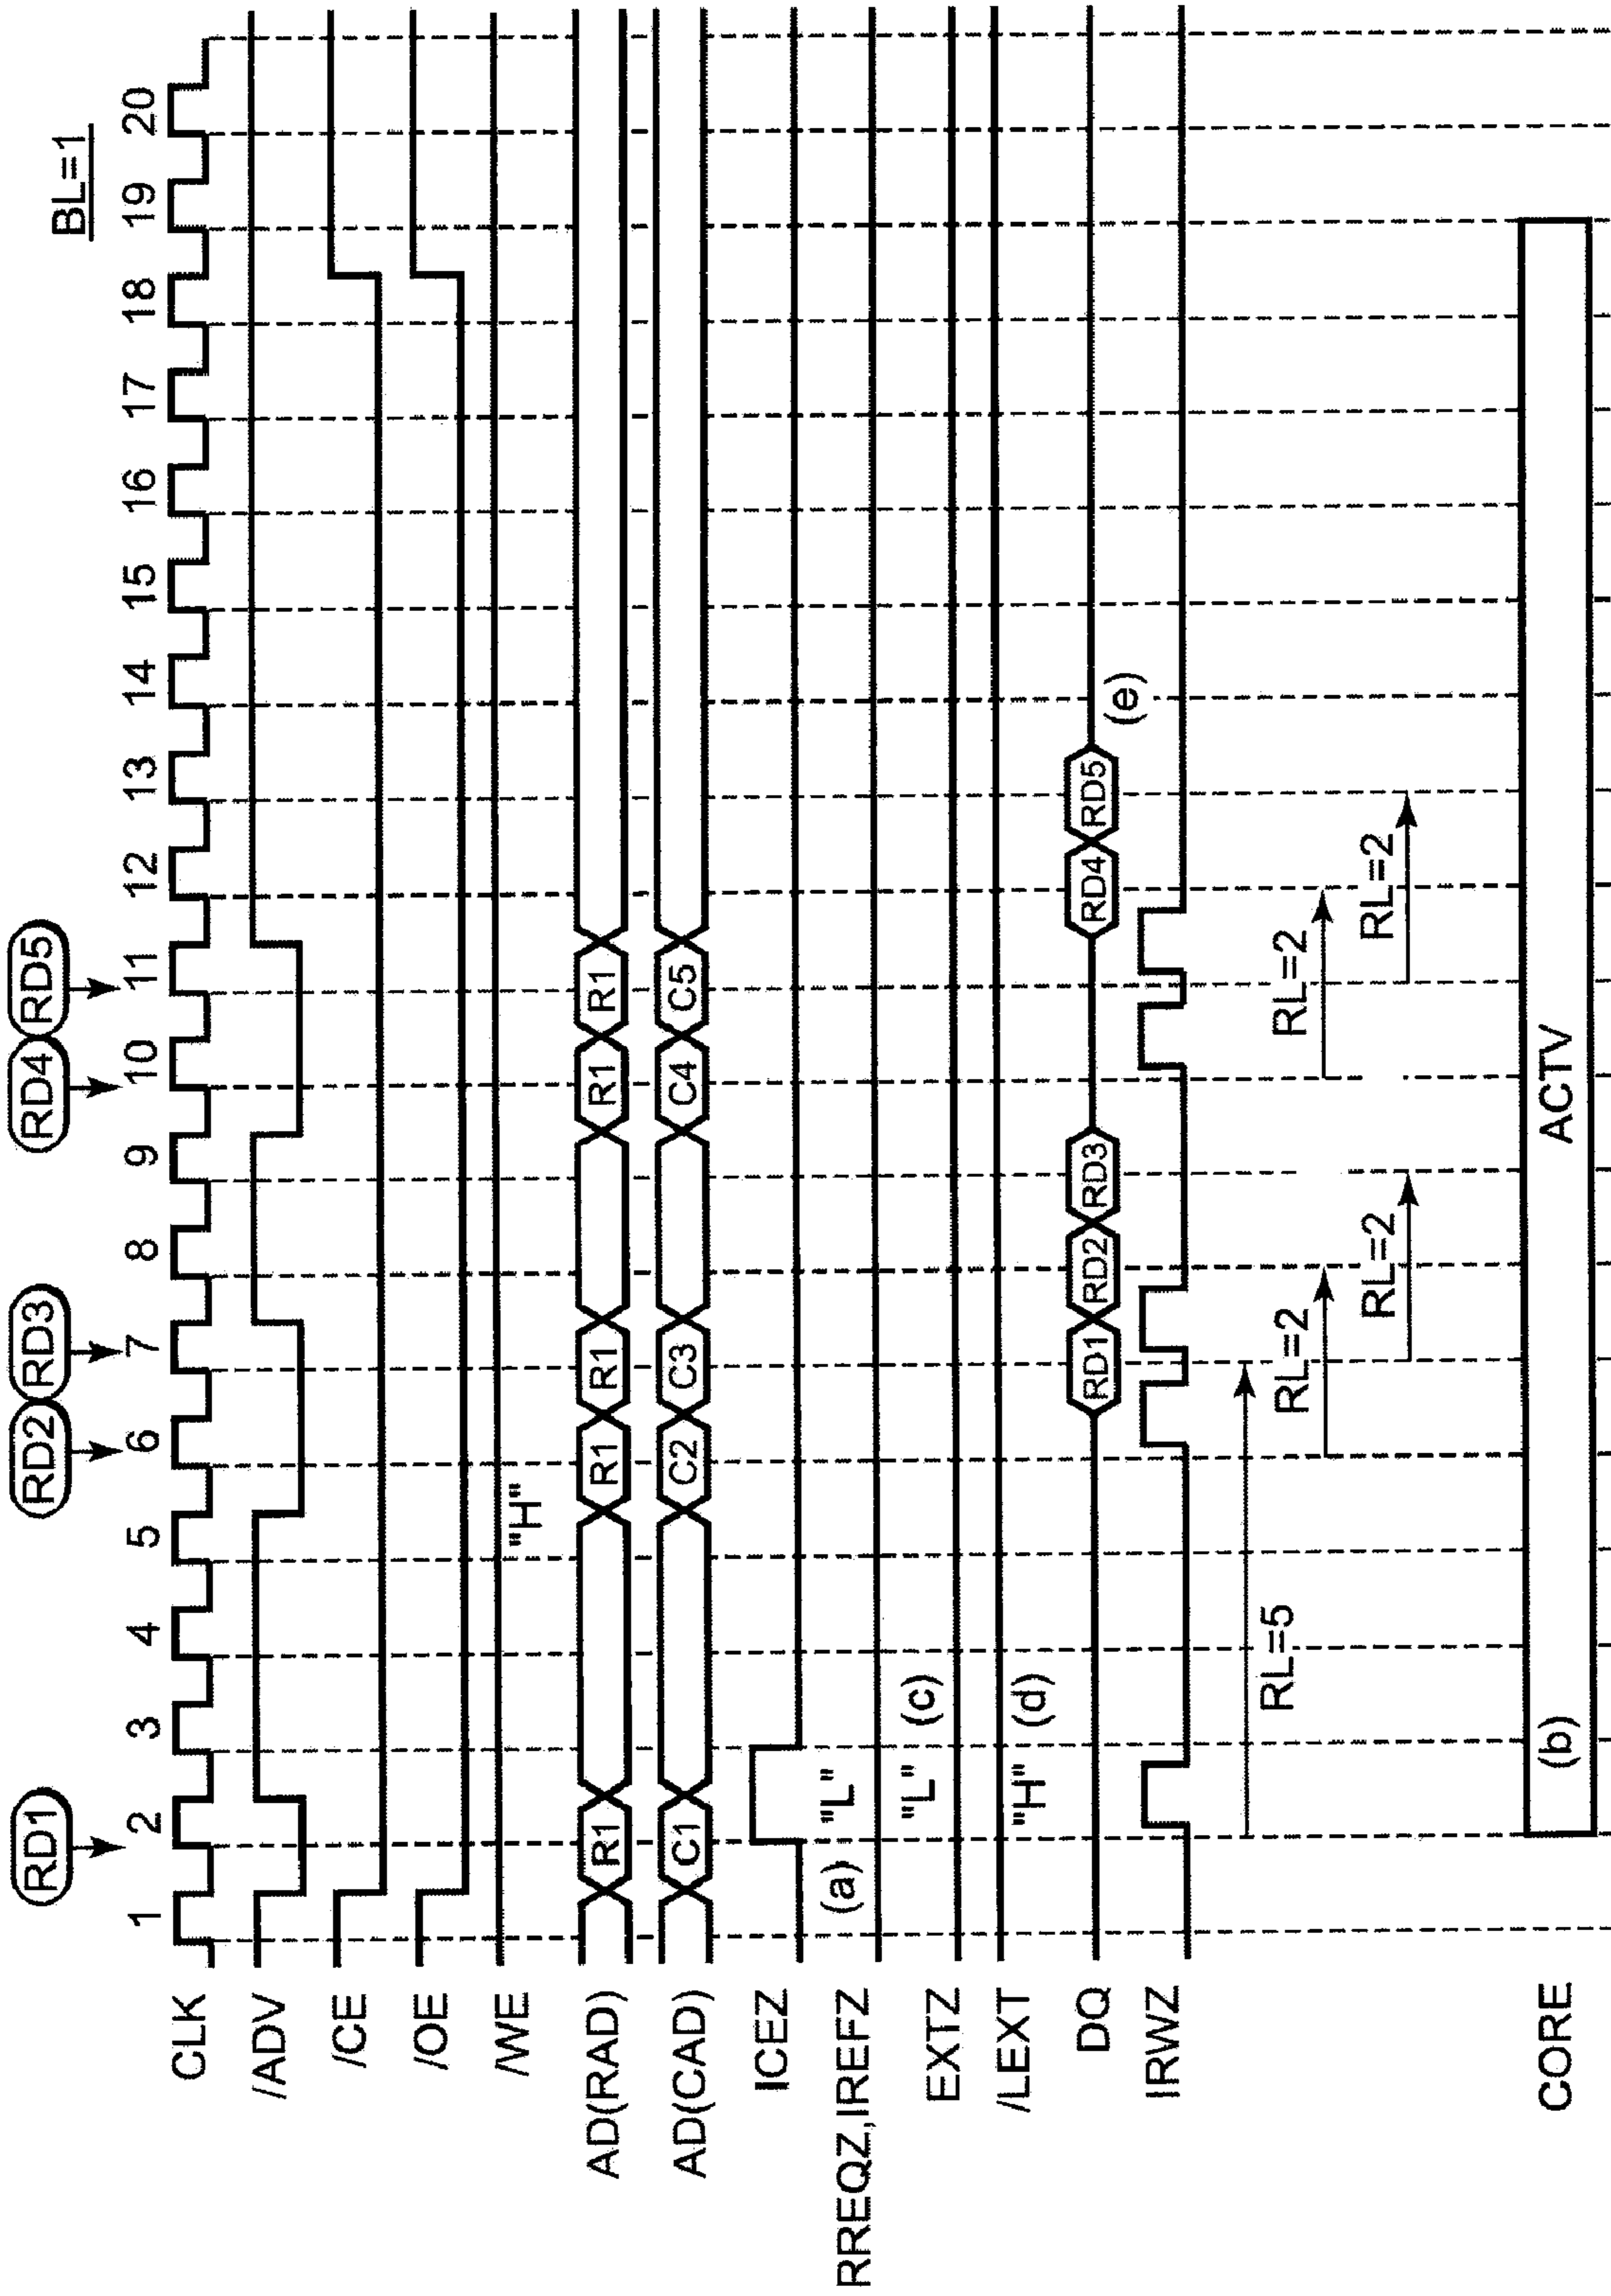 BL=1
RD1 RD2 RD3 RD4 RD5
1 2 3 4 5 6 7 8 9 10 11 12 13 14 15 16 17 18 19 20
CLK
/ADV
/CE
/OE
/WE "H"
AD(RAD) R1 R1 R1 R1 R1
AD(CAD) C1 C2 C3 C4 C5
ICEZ
RREQZ,IREFZ (a) "L"
EXTZ "L" (c)
/LEXT "H" (d)
DQ RD1 RD2 RD3 RD4 RD5 (e)
IRWZ
RL=5 RL=2 RL=2
RL=2 RL=2
CORE (b) ACTV